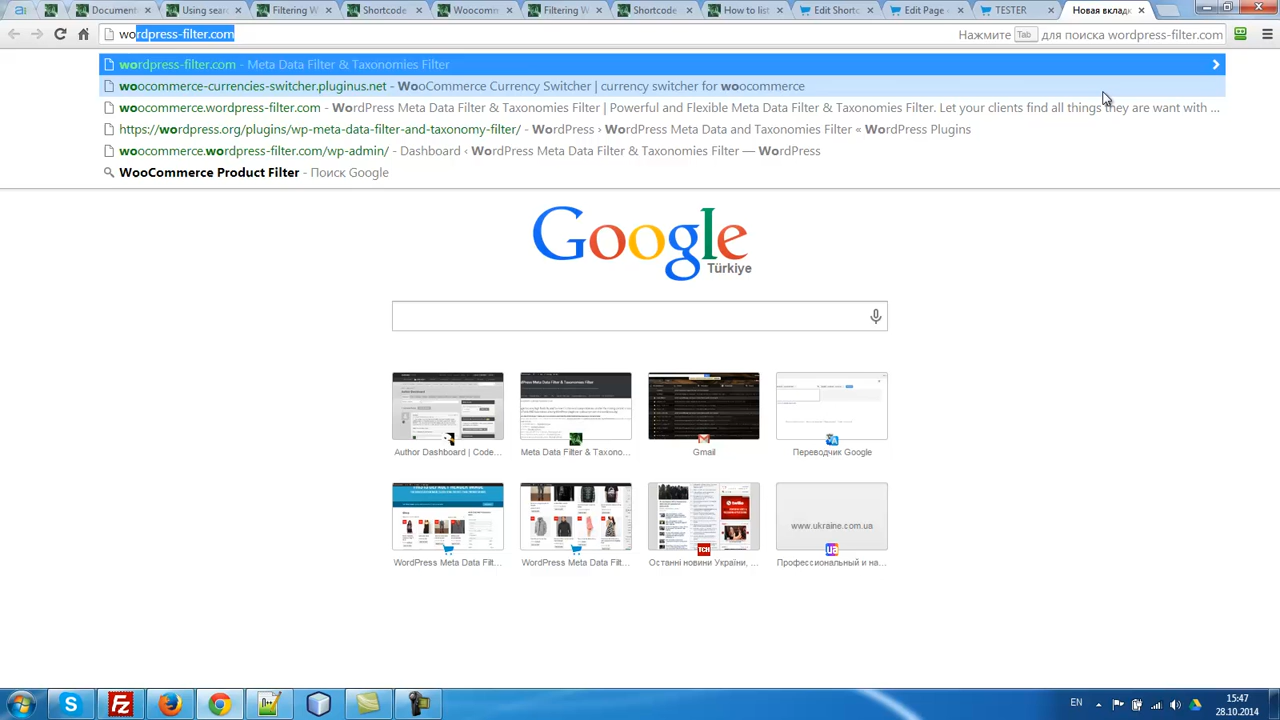 Document
Using sear
Filtering W
Shortcode
Woocomm
Filtering W
Shortcode
How to list
Edit Shortc
Edit Page
TESTER
Новая вкладк
wordpress-filter.com
Нажмите Tab для поиска wordpress-filter.com
wordpress-filter.com - Meta Data Filter & Taxonomies Filter
woocommerce-currencies-switcher.pluginus.net - WooCommerce Currency Switcher | currency switcher for woocommerce
woocommerce.wordpress-filter.com - WordPress Meta Data Filter & Taxonomies Filter | Powerful and Flexible Meta Data Filter & Taxonomies Filter. Let your clients find all things they are want with ...
https://wordpress.org/plugins/wp-meta-data-filter-and-taxonomy-filter/ - WordPress › WordPress Meta Data and Taxonomies Filter « WordPress Plugins
woocommerce.wordpress-filter.com/wp-admin/ - Dashboard ‹ WordPress Meta Data Filter & Taxonomies Filter — WordPress
WooCommerce Product Filter - Поиск Google
Google
Türkiye
Author Dashboard | Code...
Meta Data Filter & Taxono...
Gmail
Переводчик Google
www.ukraine.com.ua
WordPress Meta Data Filt...
WordPress Meta Data Filt...
Останні новини України, ...
Профессиональный и на...
EN
15:47
28.10.2014